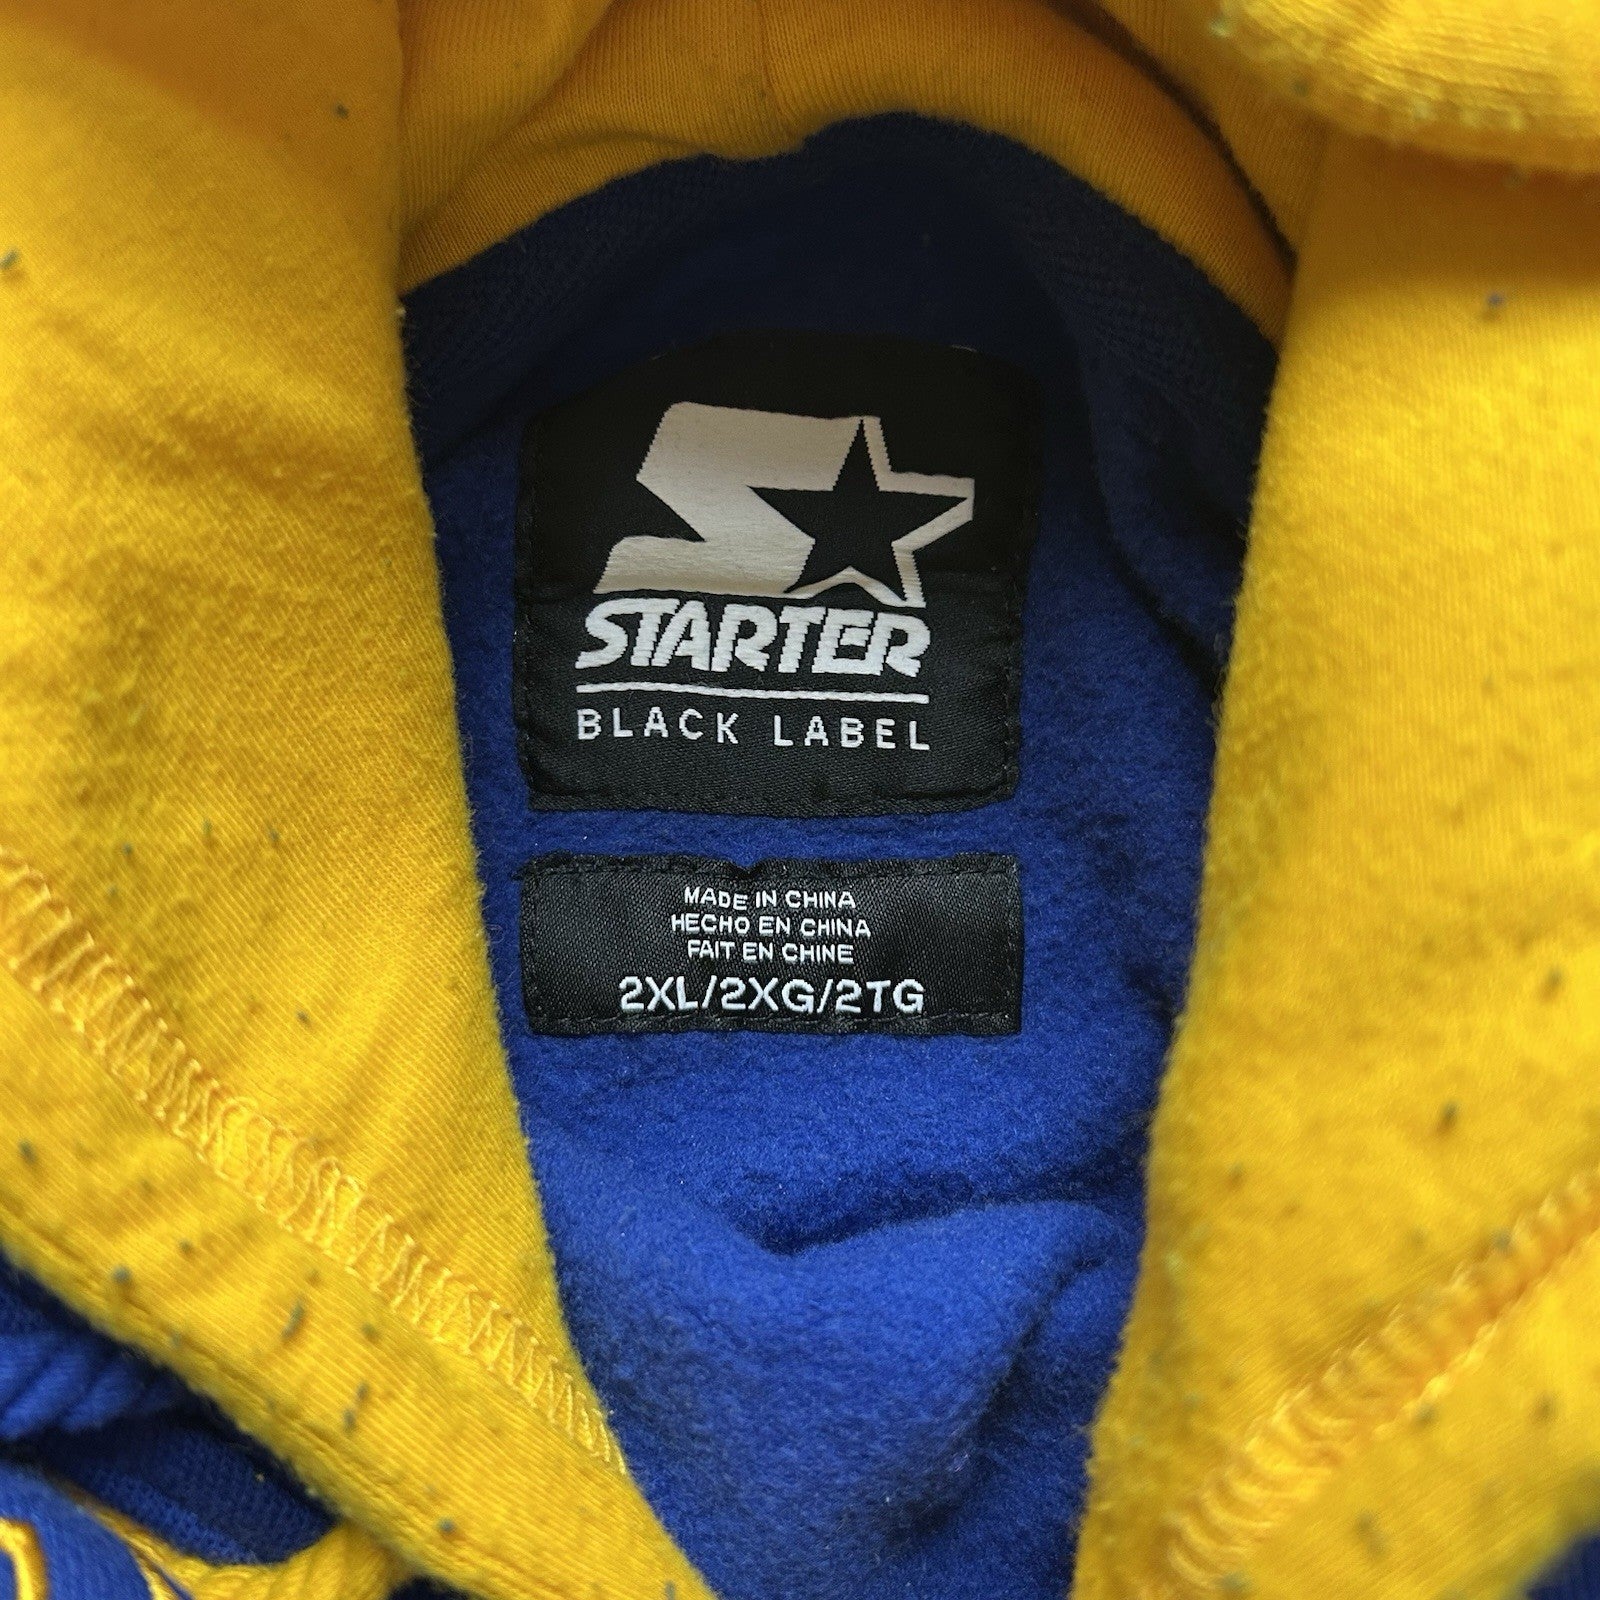 STARTER
BLACK LABEL
MADE IN CHINA
HECHO EN CHINA
FAIT EN CHINE
2XL/2XG/2TG